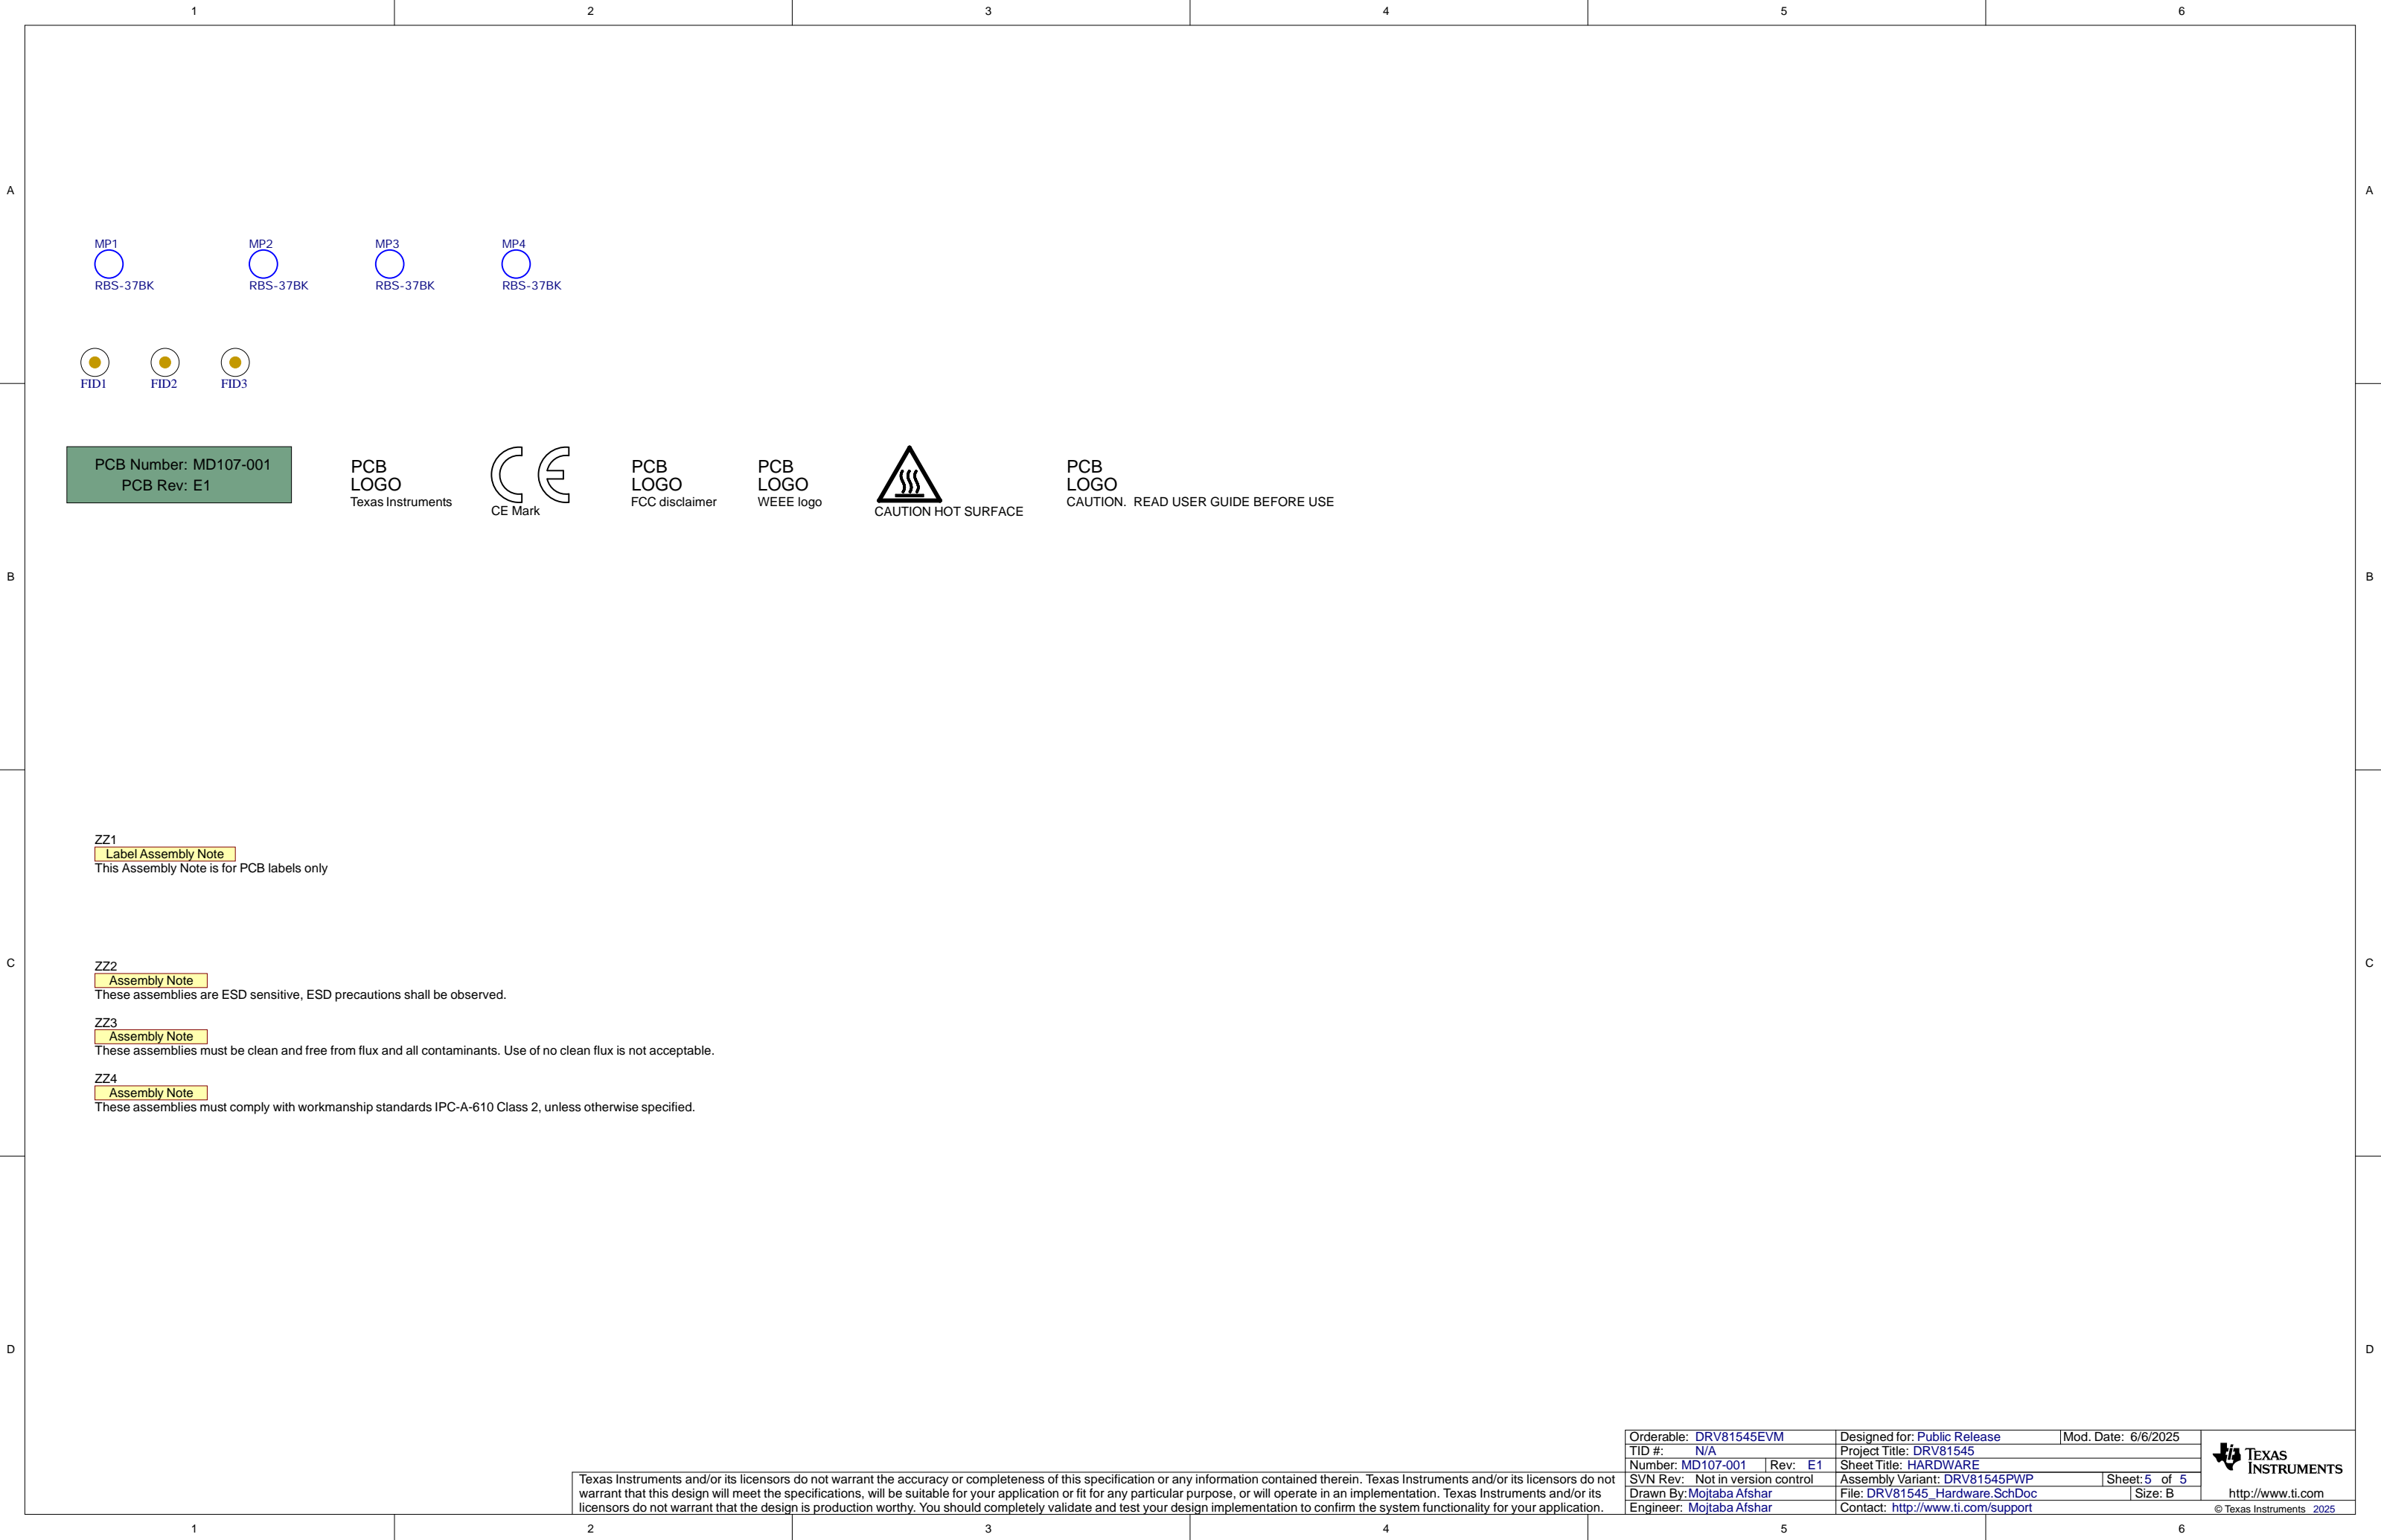 1 2 3 4 5 6
A A
MP1 MP2 MP3 MP4
RBS-37BK RBS-37BK RBS-37BK RBS-37BK
FID1 FID2 FID3
PCB Number: MD107-001
PCB Rev: E1
PCB
LOGO
Texas Instruments
CE Mark
PCB
LOGO
FCC disclaimer
PCB
LOGO
WEEE logo
CAUTION HOT SURFACE
PCB
LOGO
CAUTION. READ USER GUIDE BEFORE USE
B B
ZZ1
Label Assembly Note
This Assembly Note is for PCB labels only
C C
ZZ2
Assembly Note
These assemblies are ESD sensitive, ESD precautions shall be observed.
ZZ3
Assembly Note
These assemblies must be clean and free from flux and all contaminants. Use of no clean flux is not acceptable.
ZZ4
Assembly Note
These assemblies must comply with workmanship standards IPC-A-610 Class 2, unless otherwise specified.
D D
Texas Instruments and/or its licensors do not warrant the accuracy or completeness of this specification or any information contained therein. Texas Instruments and/or its licensors do not
warrant that this design will meet the specifications, will be suitable for your application or fit for any particular purpose, or will operate in an implementation. Texas Instruments and/or its
licensors do not warrant that the design is production worthy. You should completely validate and test your design implementation to confirm the system functionality for your application.
Orderable: DRV81545EVM Designed for: Public Release Mod. Date: 6/6/2025
TID #: N/A Project Title: DRV81545
Number: MD107-001 Rev: E1 Sheet Title: HARDWARE
SVN Rev: Not in version control Assembly Variant: DRV81545PWP Sheet: 5 of 5
Drawn By: Mojtaba Afshar File: DRV81545_Hardware.SchDoc Size: B
Engineer: Mojtaba Afshar Contact: http://www.ti.com/support
TEXAS
INSTRUMENTS
http://www.ti.com
© Texas Instruments 2025
1 2 3 4 5 6